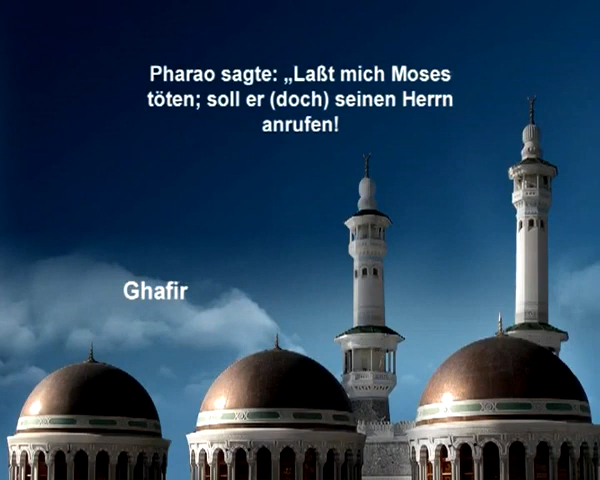 Pharao sagte: „Laßt mich Moses
töten; soll er (doch) seinen Herrn
anrufen!
Ghafir